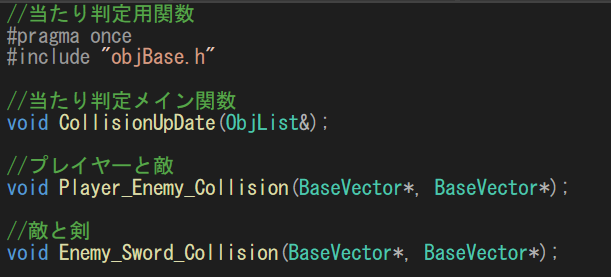 //当たり判定用関数
#pragma once
#include "objBase.h"
//当たり判定メイン関数
void CollisionUpDate(ObjList&);
//プレイヤーと敵
void Player_Enemy_Collision(BaseVector*, BaseVector*);
//敵と剣
void Enemy_Sword_Collision(BaseVector*, BaseVector*);